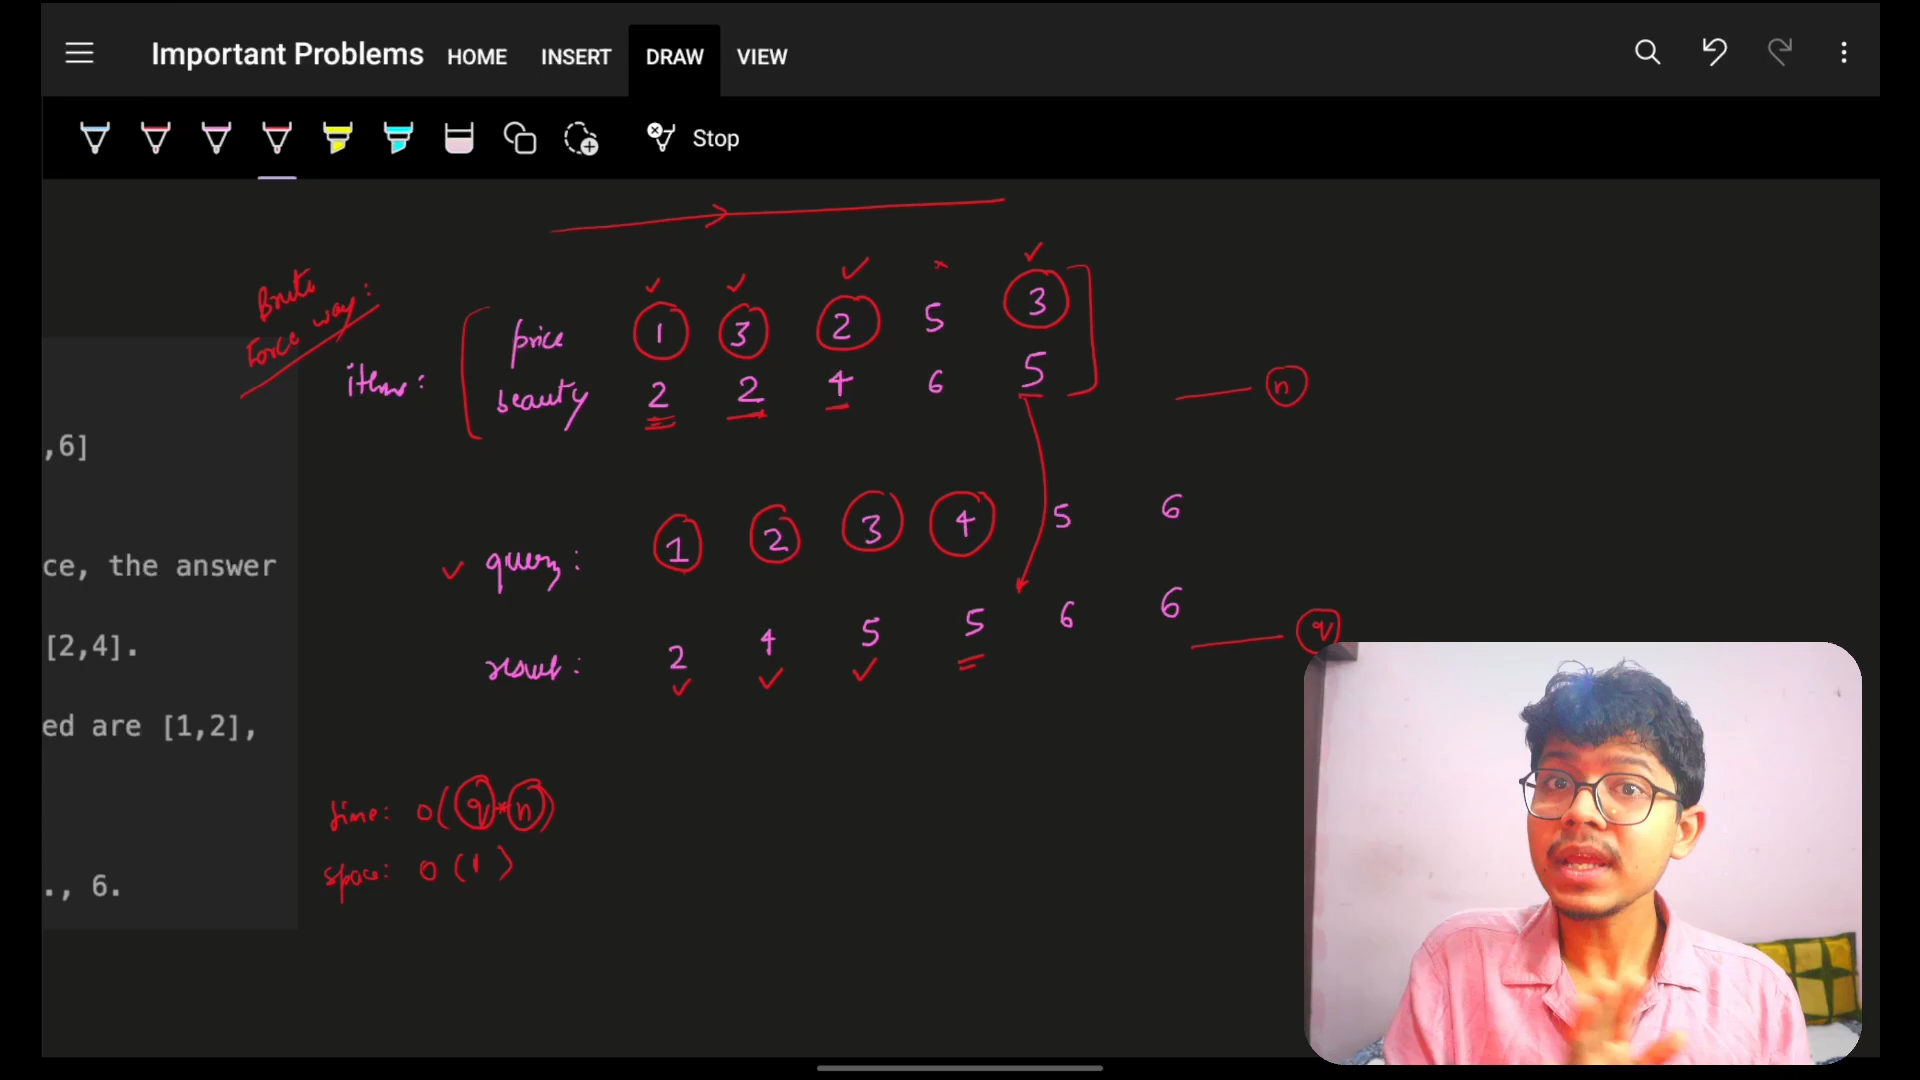 Important Problems HOME INSERT DRAW VIEW
Stop
Brute
Force way:
price 1 3 2 5 3
items:
beauty 2 2 4 6 5
n
,6]
query: 1 2 3 4 5 6
ce, the answer
result: 2 4 5 5 6 6
q
[2,4].
ed are [1,2],
time: O(q*n)
space: O(1)
., 6.